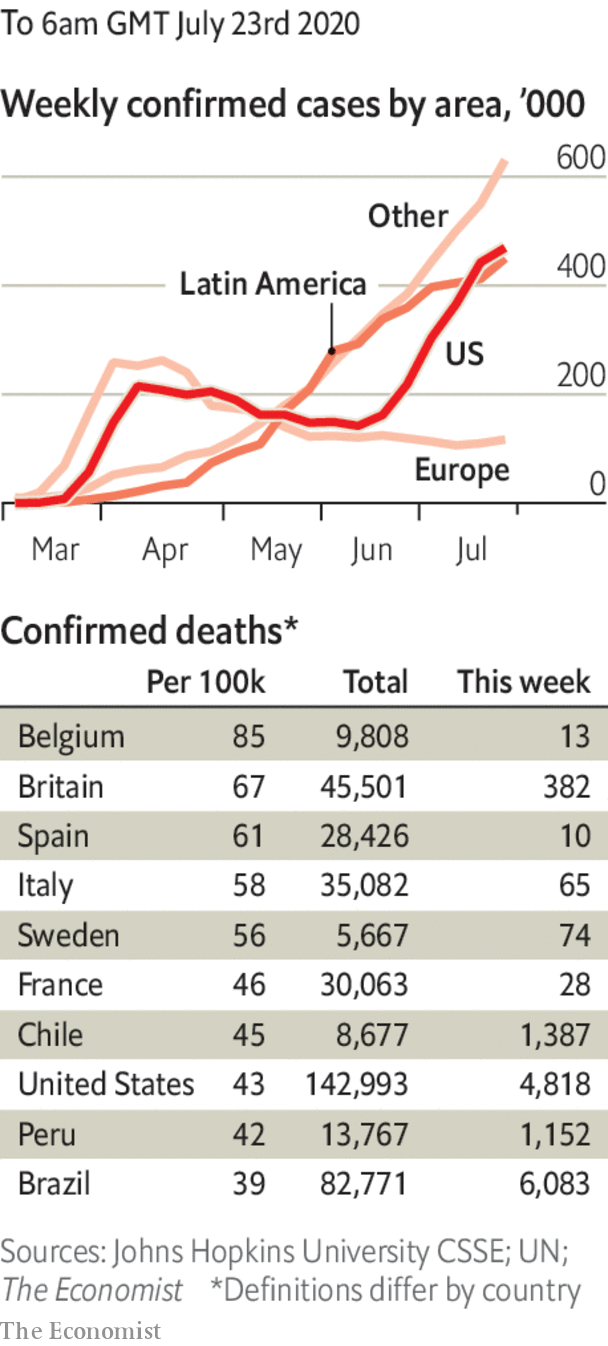 To 6am GMT July 23rd 2020
Weekly confirmed cases by area, ’000
600
Other
Latin America
400
US
200
Europe
0
Mar Apr May Jun Jul
Confirmed deaths*
Per 100k Total This week
Belgium 85 9,808 13
Britain 67 45,501 382
Spain 61 28,426 10
Italy 58 35,082 65
Sweden 56 5,667 74
France 46 30,063 28
Chile 45 8,677 1,387
United States 43 142,993 4,818
Peru 42 13,767 1,152
Brazil 39 82,771 6,083
Sources: Johns Hopkins University CSSE; UN;
The Economist *Definitions differ by country
The Economist